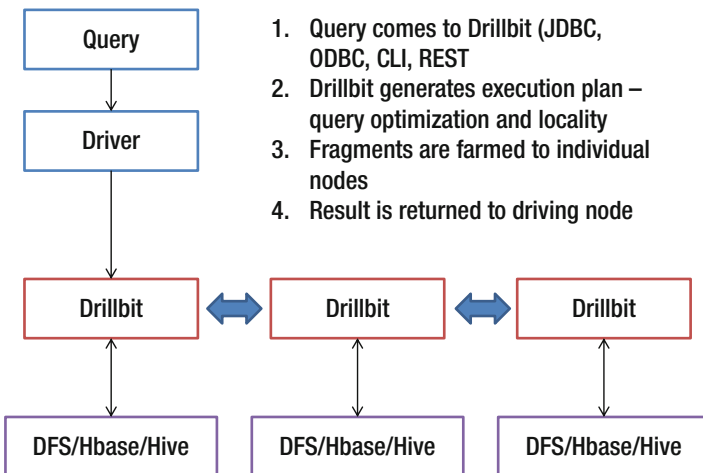 Query
Driver
1. Query comes to Drillbit (JDBC,
ODBC, CLI, REST
2. Drillbit generates execution plan –
query optimization and locality
3. Fragments are farmed to individual
nodes
4. Result is returned to driving node
Drillbit
Drillbit
Drillbit
DFS/Hbase/Hive
DFS/Hbase/Hive
DFS/Hbase/Hive